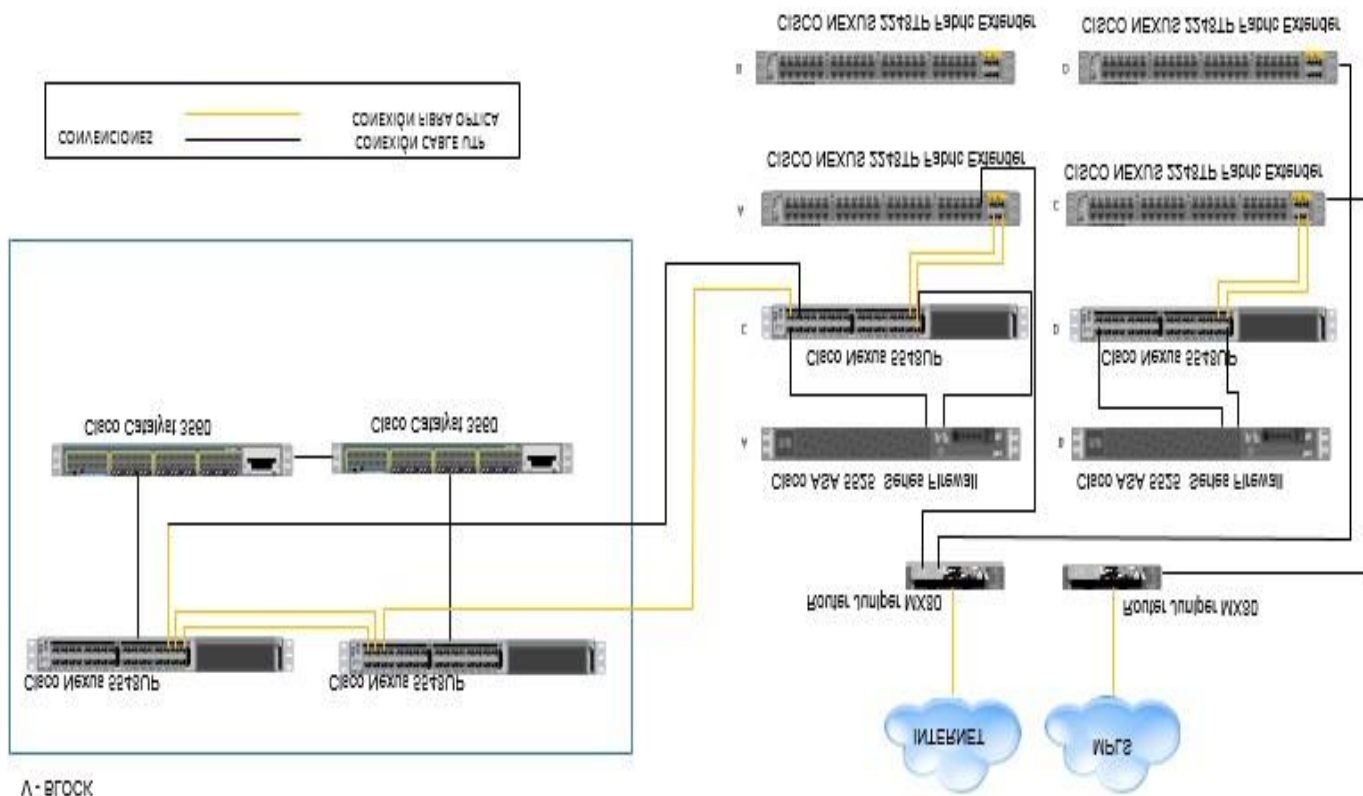 V - BLOCK
INTERNET
MPLS
Router Juniper MX80
Router Juniper MX80
Cisco Nexus 5548UP
Cisco Nexus 5548UP
Cisco ASA 5525 Series Firewall
Cisco ASA 5525 Series Firewall
A
B
Cisco Catalyst 3560
Cisco Catalyst 3560
Cisco Nexus 5548UP
Cisco Nexus 5548UP
C
D
A
C
CISCO NEXUS 2248TP Fabric Extender
CISCO NEXUS 2248TP Fabric Extender
CONVENCIONES
CONEXIÓN CABLE UTP
CONEXIÓN FIBRA OPTICA
B
D
CISCO NEXUS 2248TP Fabric Extender
CISCO NEXUS 2248TP Fabric Extender